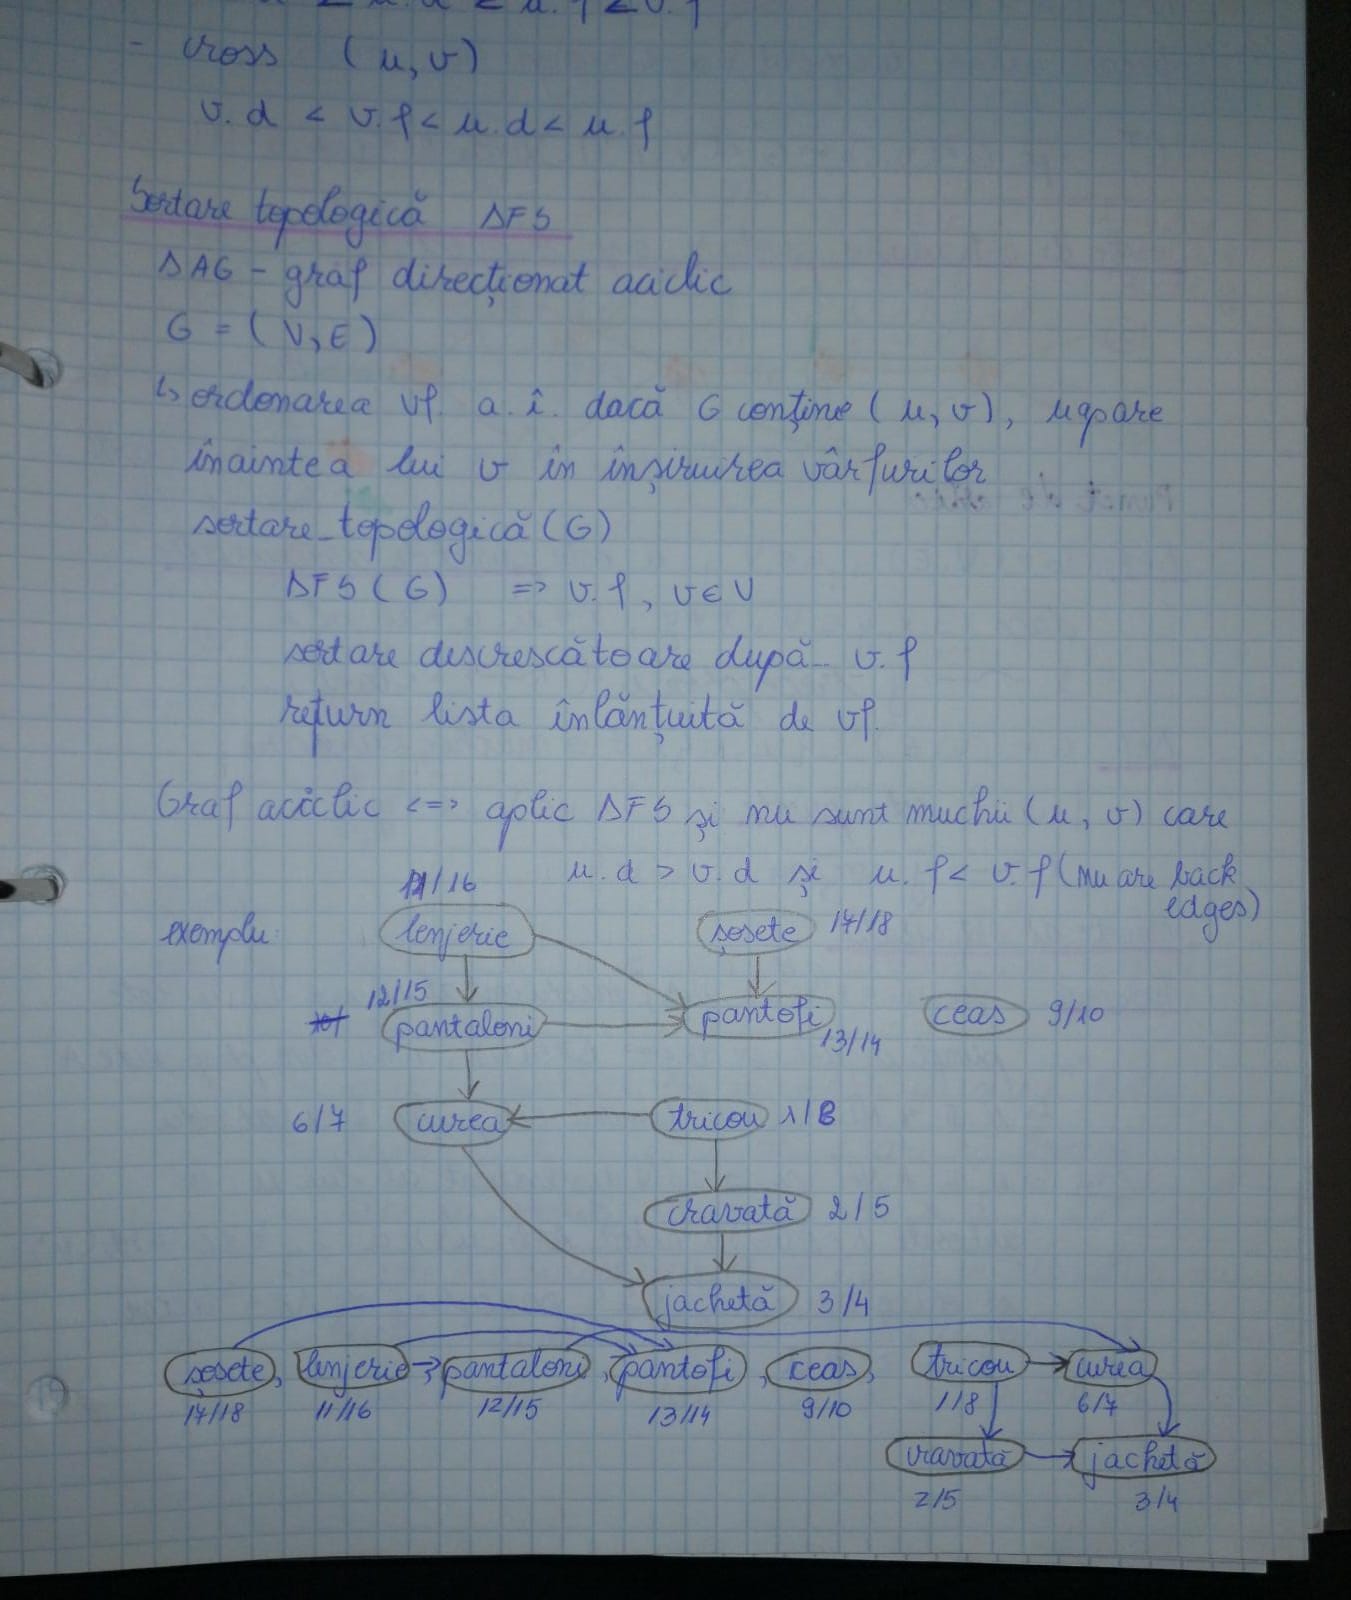 - cross (u, v)
v.d < v.f < u.d < u.f
Sortare topologică DFS
DAG - graf direcționat aciclic
G = (V, E)
↳ ordonarea vf. a.î. dacă G conține (u, v), u apare
înaintea lui v în înșiruirea vârfurilor
sortare_topologică(G)
DFS(G) => v.f, v∈V
sortare descrescătoare după v.f
return lista înlănțuită de vf.
Graf aciclic <=> aplic DFS și nu sunt muchii (u, v) care
u.d > v.d și u.f < v.f (nu are back
edges)
11/16
exemplu: lenjerie șosete 17/18
12/15
pantaloni pantofi ceas 9/10
13/14
6/7 curea tricou 1/8
cravată 2/5
jachetă 3/4
șosete, lenjerie → pantaloni, pantofi, ceas, tricou → curea
17/18 11/16 12/15 13/14 9/10 1/8 6/7
cravată → jachetă
2/5 3/4